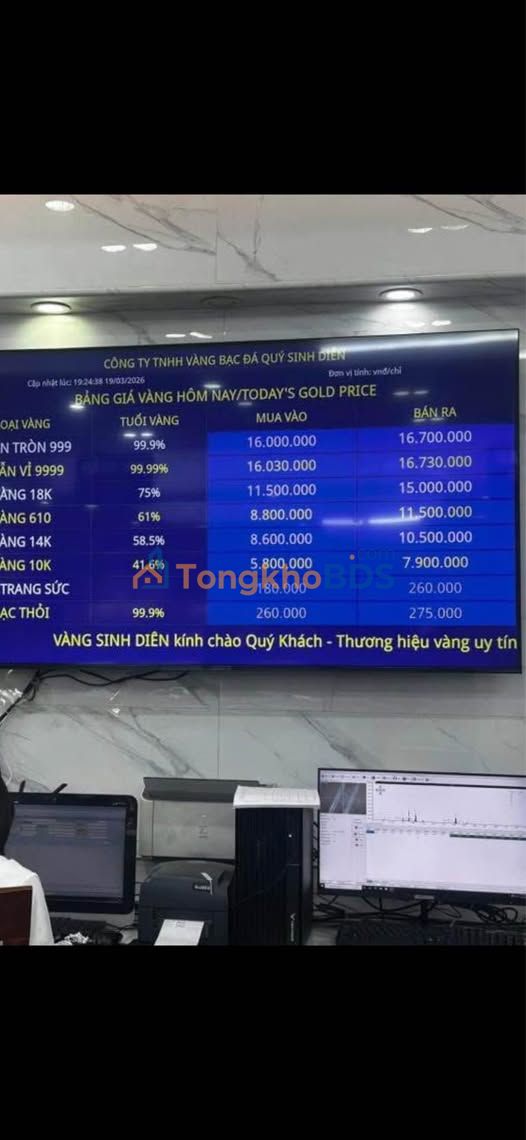 CÔNG TY TNHH VÀNG BẠC ĐÁ QUÝ SINH DIÊN
Cập nhật lúc: 19:24:38 19/03/2026 Đơn vị tính: vnđ/chỉ
BẢNG GIÁ VÀNG HÔM NAY/TODAY'S GOLD PRICE
OẠI VÀNG TUỔI VÀNG MUA VÀO BÁN RA
N TRÒN 999 99.9% 16.000.000 16.700.000
ẪN VỈ 9999 99.99% 16.030.000 16.730.000
ÀNG 18K 75% 11.500.000 15.000.000
ÀNG 610 61% 8.800.000 11.500.000
ÀNG 14K 58.5% 8.600.000 10.500.000
ÀNG 10K 41.6% 5.800.000 7.900.000
TRANG SỨC 180.000 260.000
ẠC THỎI 99.9% 260.000 275.000
TongkhoBDS.com
VÀNG SINH DIÊN kính chào Quý Khách - Thương hiệu vàng uy tín